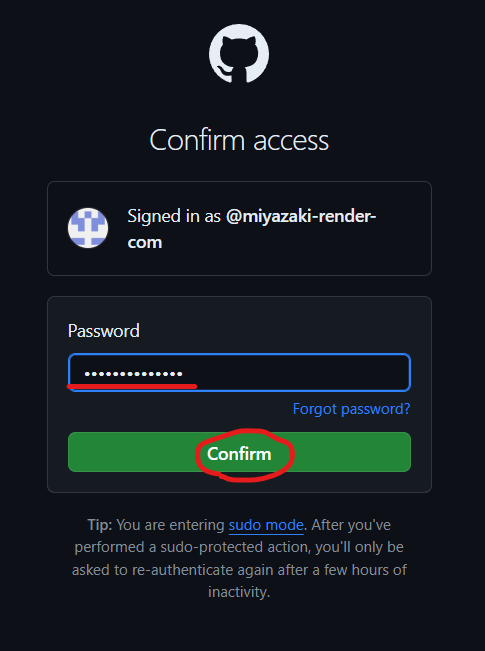 Confirm access
Signed in as @miyazaki-render-
com
Password
••••••••••••••
Forgot password?
Confirm
Tip: You are entering sudo mode. After you've
performed a sudo-protected action, you'll only be
asked to re-authenticate again after a few hours of
inactivity.